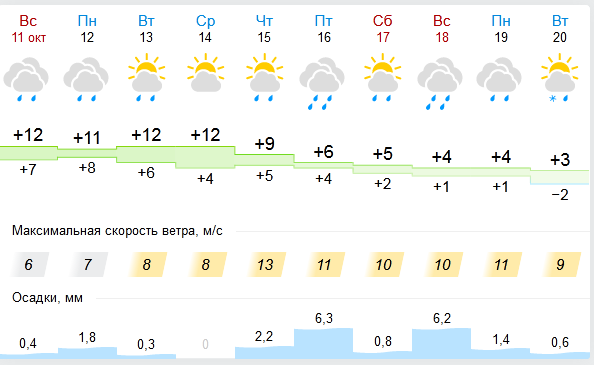 Вс Пн Вт Ср Чт Пт Сб Вс Пн Вт
11 окт 12 13 14 15 16 17 18 19 20
+12 +11 +12 +12 +9 +6 +5 +4 +4 +3
+7 +8 +6 +4 +5 +4 +2 +1 +1 −2
Максимальная скорость ветра, м/с
6 7 8 8 13 11 10 10 11 9
Осадки, мм
0,4 1,8 0,3 0 2,2 6,3 0,8 6,2 1,4 0,6